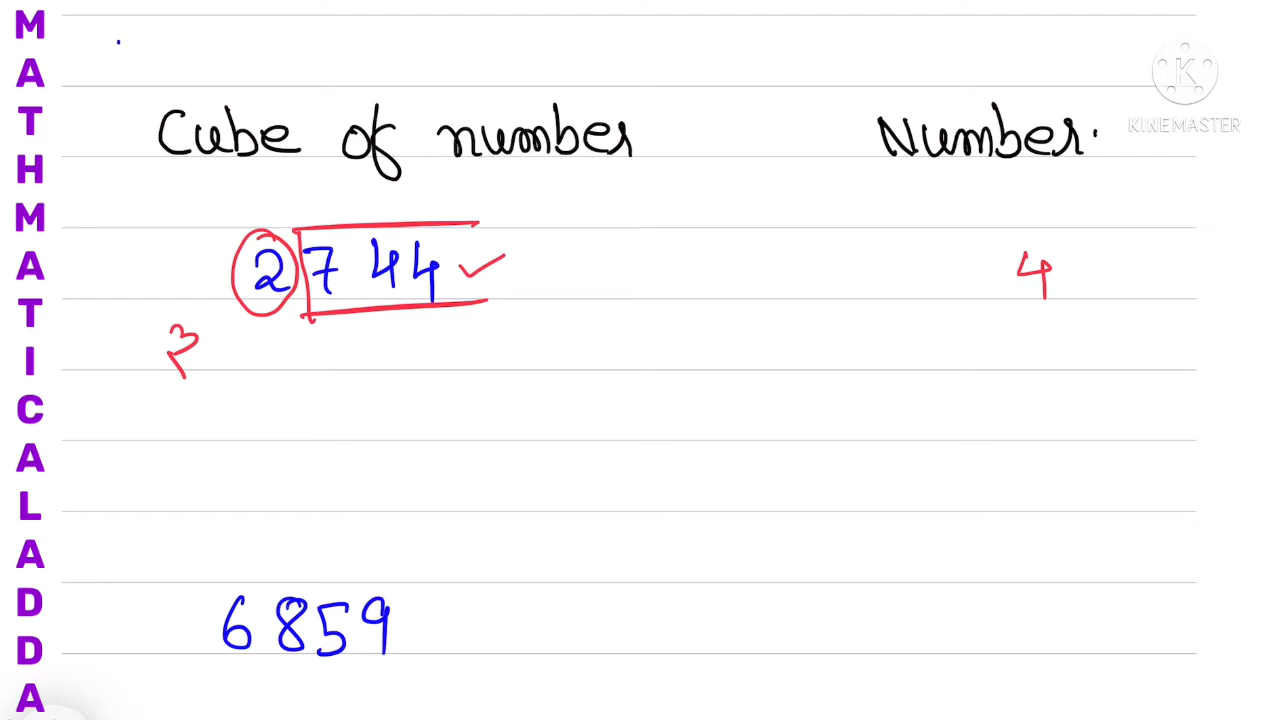 MATHMATICALADDA
K
KINEMASTER
Cube of number Number.
2744 4
3
6859